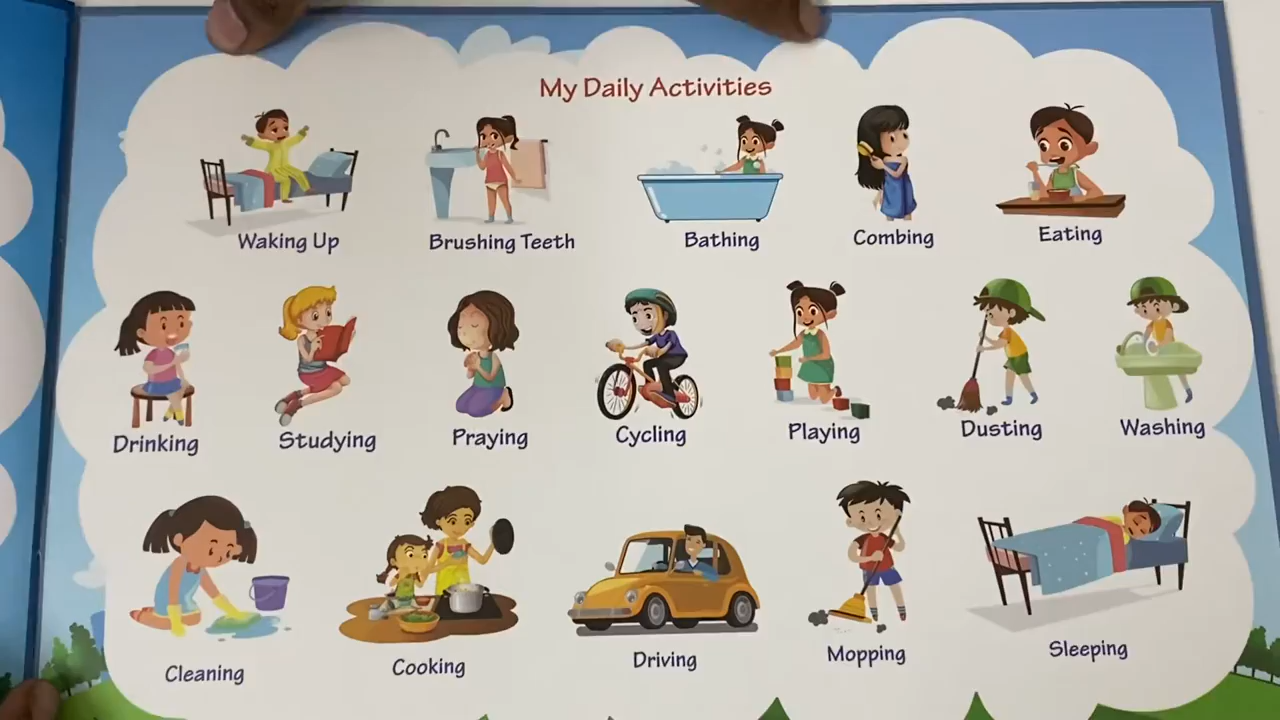 My Daily Activities
Waking Up
Brushing Teeth
Bathing
Combing
Eating
Drinking
Studying
Praying
Cycling
Playing
Dusting
Washing
Cleaning
Cooking
Driving
Mopping
Sleeping